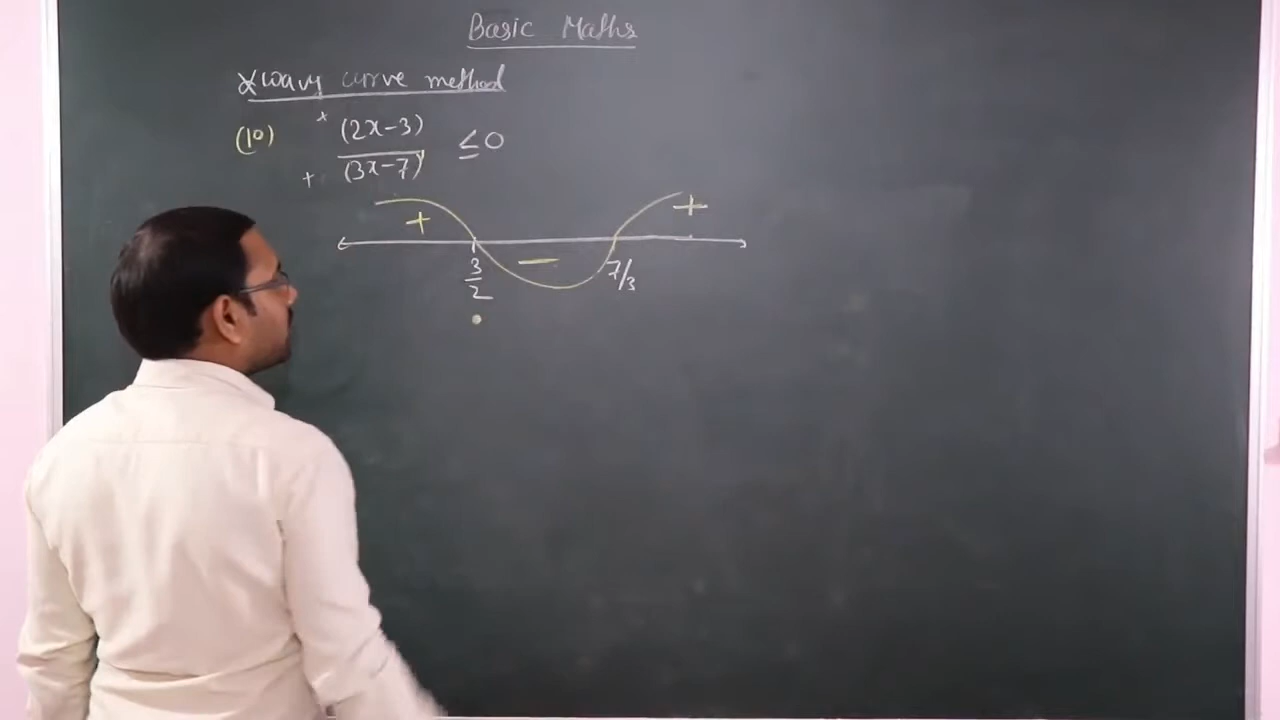 Basic Maths
* wavy curve method
(10) + (2x-3) / + (3x-7) ≤0
+ - +
3/2 7/3